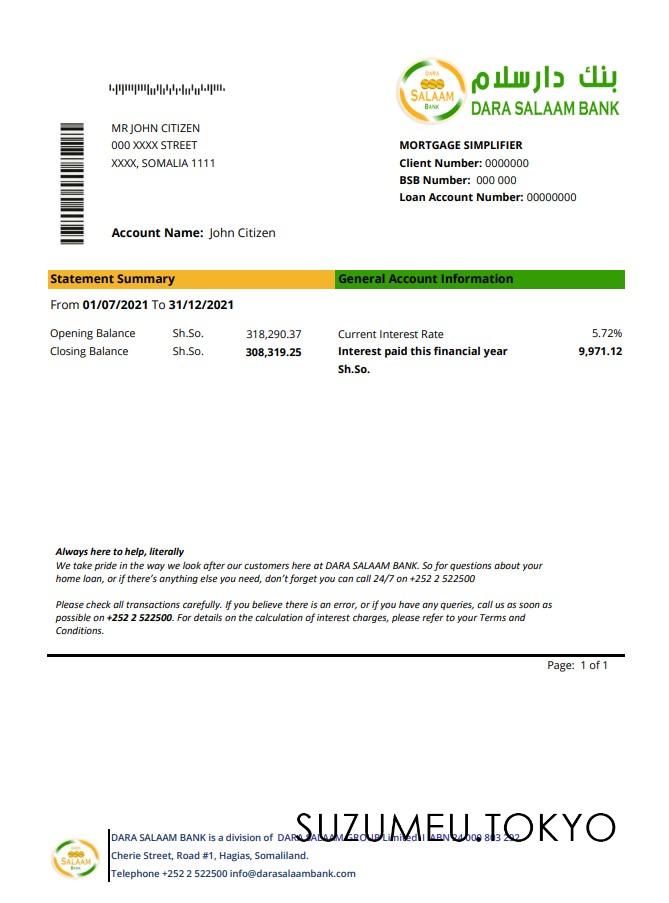 بنك دارسلام
DARA SALAAM BANK
DARA
SALAAM
BANK
MR JOHN CITIZEN
000 XXXX STREET
XXXX, SOMALIA 1111
MORTGAGE SIMPLIFIER
Client Number: 0000000
BSB Number: 000 000
Loan Account Number: 00000000
Account Name: John Citizen
Statement Summary
General Account Information
From 01/07/2021 To 31/12/2021
Opening Balance Sh.So. 318,290.37
Closing Balance Sh.So. 308,319.25
Current Interest Rate 5.72%
Interest paid this financial year 9,971.12
Sh.So.
Always here to help, literally
We take pride in the way we look after our customers here at DARA SALAAM BANK. So for questions about your
home loan, or if there's anything else you need, don't forget you can call 24/7 on +252 2 522500
Please check all transactions carefully. If you believe there is an error, or if you have any queries, call us as soon as
possible on +252 2 522500. For details on the calculation of interest charges, please refer to your Terms and
Conditions.
Page: 1 of 1
SUZUMEU TOKYO
DARA SALAAM BANK is a division of DARA SALAAM GROUP Limited | ABN 24 000 803 292
Cherie Street, Road #1, Hagias, Somaliland.
Telephone +252 2 522500 info@darasalaambank.com
SALAAM
BANK